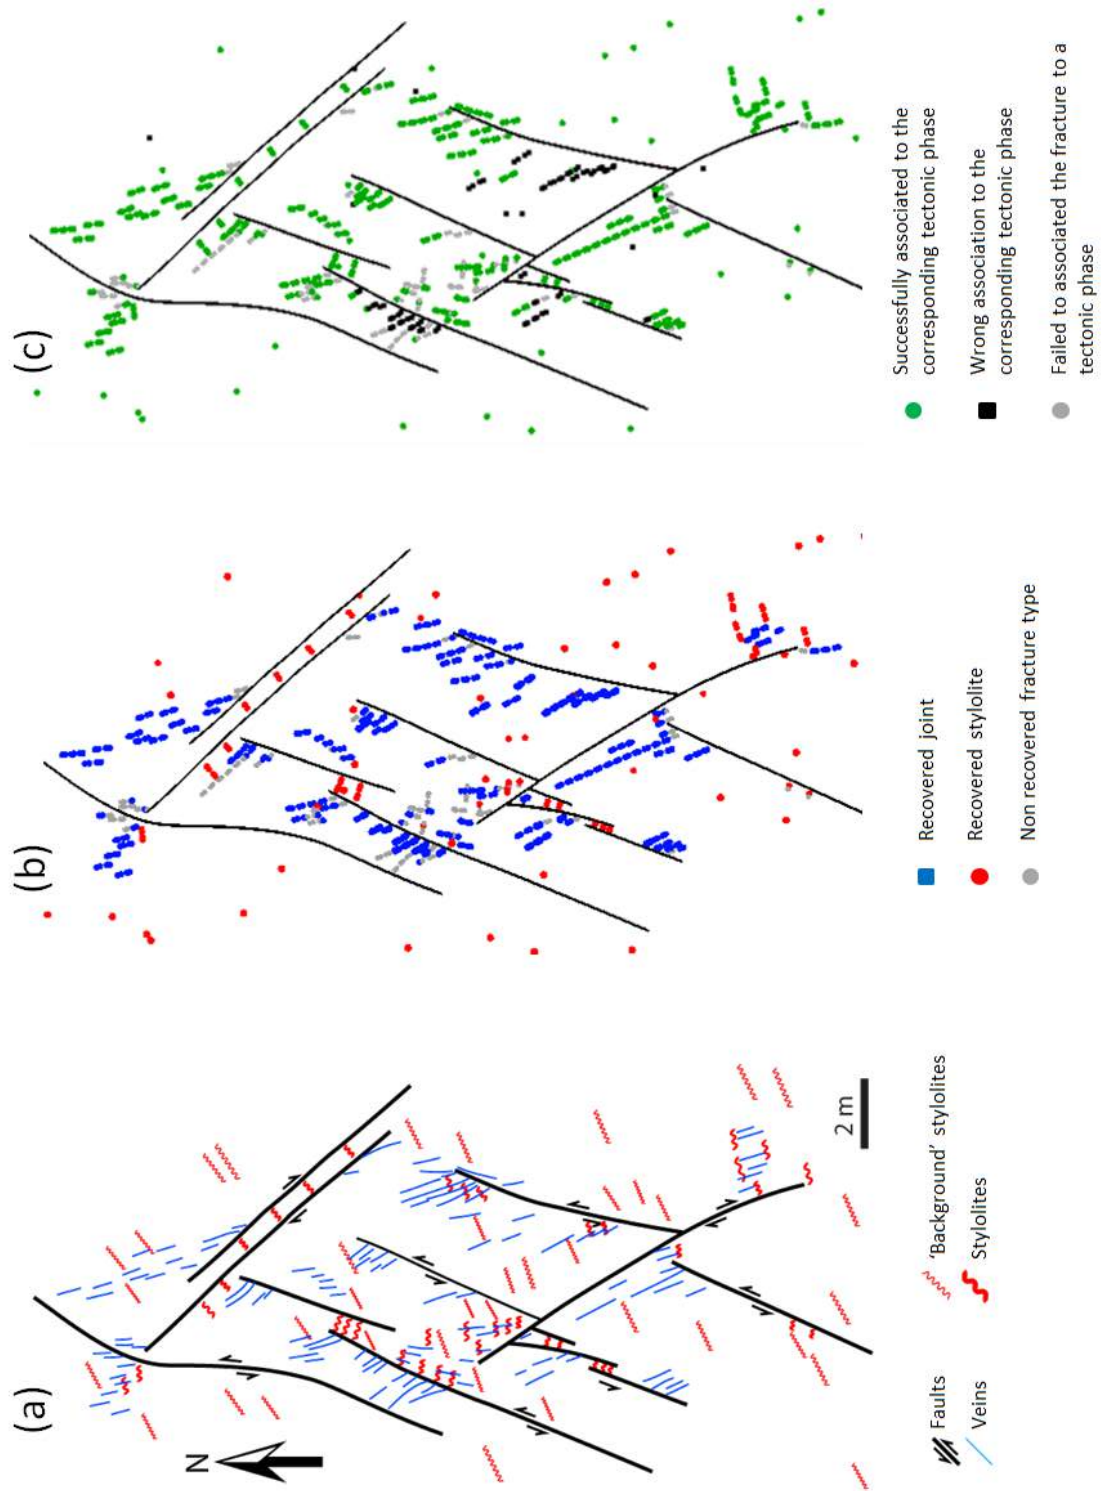 (a)
N
2 m
Faults
Veins
'Background' stylolites
Stylolites
(b)
Recovered joint
Recovered stylolite
Non recovered fracture type
(c)
Successfully associated to the
corresponding tectonic phase
Wrong association to the
corresponding tectonic phase
Failed to associated the fracture to a
tectonic phase